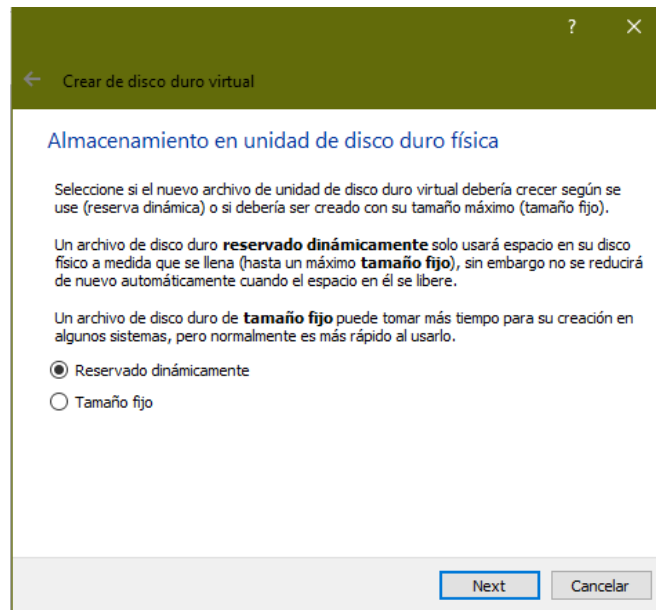 Crear de disco duro virtual
Almacenamiento en unidad de disco duro física
Seleccione si el nuevo archivo de unidad de disco duro virtual debería crecer según se
use (reserva dinámica) o si debería ser creado con su tamaño máximo (tamaño fijo).
Un archivo de disco duro reservado dinámicamente solo usará espacio en su disco
físico a medida que se llena (hasta un máximo tamaño fijo), sin embargo no se reducirá
de nuevo automáticamente cuando el espacio en él se libere.
Un archivo de disco duro de tamaño fijo puede tomar más tiempo para su creación en
algunos sistemas, pero normalmente es más rápido al usarlo.
Reservado dinámicamente
Tamaño fijo
Next Cancelar